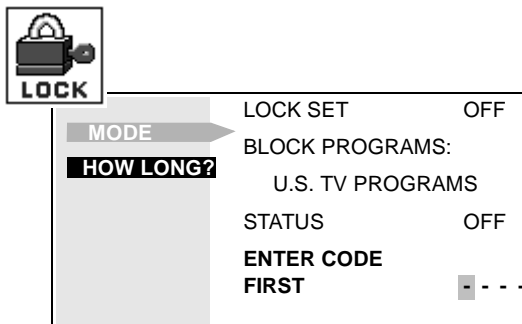 LOCK
MODE
HOW LONG?
LOCK SET OFF
BLOCK PROGRAMS:
U.S. TV PROGRAMS
STATUS OFF
ENTER CODE
FIRST - - - -